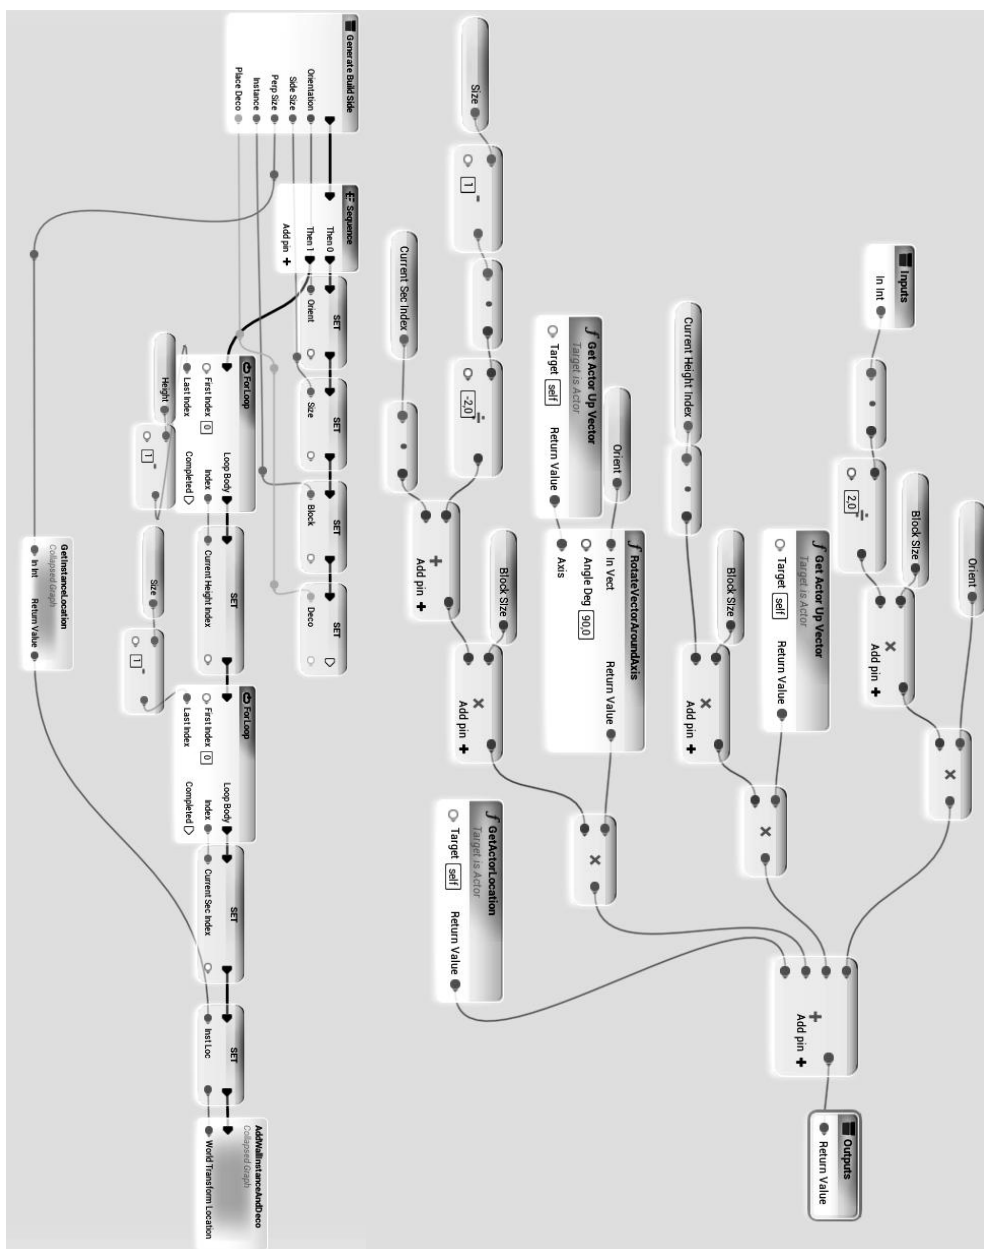 Orient
Inputs
In Int
÷
2,0
Block Size
×
Add pin +
×
Get Actor Up Vector
Target is Actor
Target self
Return Value
Current Height Index
Block Size
×
Add pin +
×
+
Add pin +
Outputs
Return Value
Get Actor Up Vector
Target is Actor
Target self
Return Value
Orient
RotateVectorAroundAxis
In Vect
Angle Deg 90,0
Axis
Return Value
×
Size
-
1
÷
-2,0
Current Sec Index
+
Add pin +
Block Size
×
Add pin +
GetActorLocation
Target is Actor
Target self
Return Value
Generate Build Side
Orientation
Side Size
Perp Size
Instance
Place Deco
Sequence
Then 0
Then 1
Add pin +
SET
Orient
SET
Size
SET
Block
SET
Deco
ForLoop
First Index 0
Last Index
Loop Body
Index
Completed
Height
-
1
SET
Current Height Index
Size
-
1
ForLoop
First Index 0
Last Index
Loop Body
Index
Completed
SET
Current Sec Index
SET
Inst Loc
AddWallInstanceAndDeco
Collapsed Graph
World Transform Location
GetInstanceLocation
Collapsed Graph
In Int
Return Value